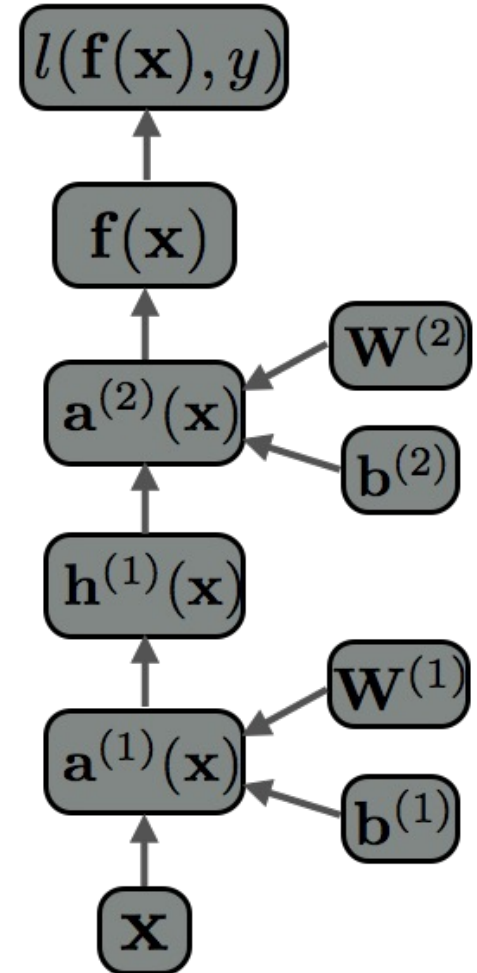 l(f(x), y)
f(x)
W^(2)
a^(2)(x)
b^(2)
h^(1)(x)
W^(1)
a^(1)(x)
b^(1)
x